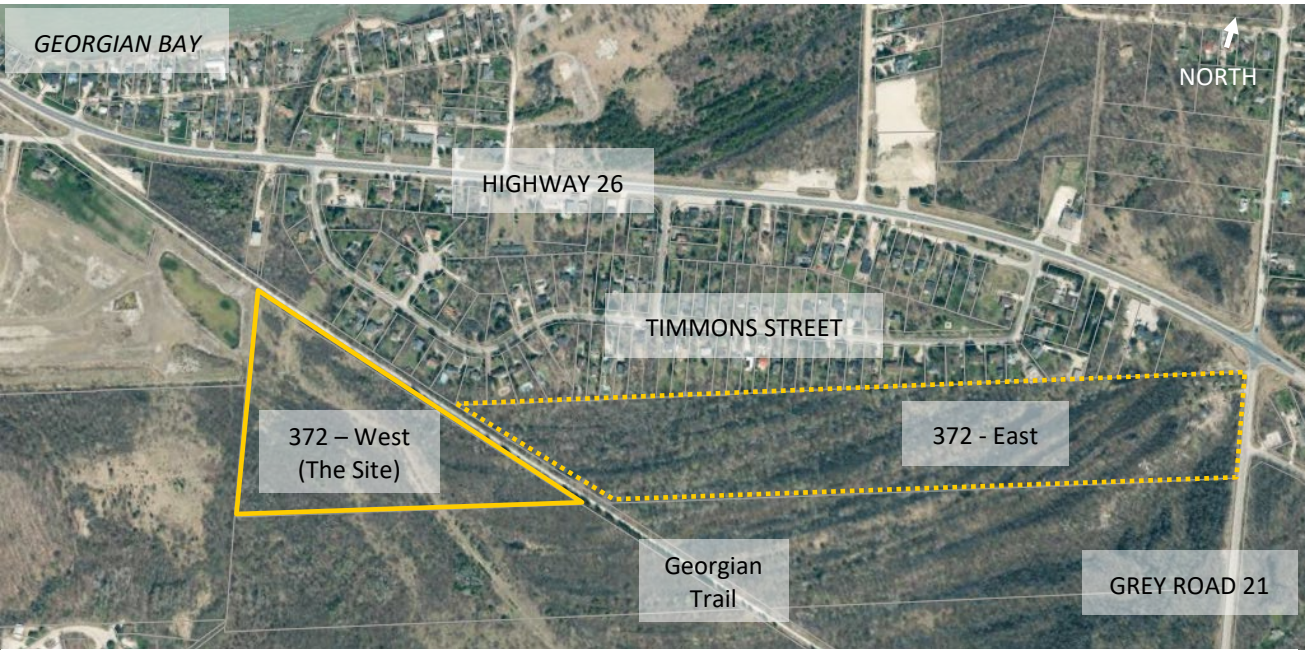 GEORGIAN BAY
NORTH
HIGHWAY 26
TIMMONS STREET
372 – West
(The Site)
372 - East
Georgian
Trail
GREY ROAD 21